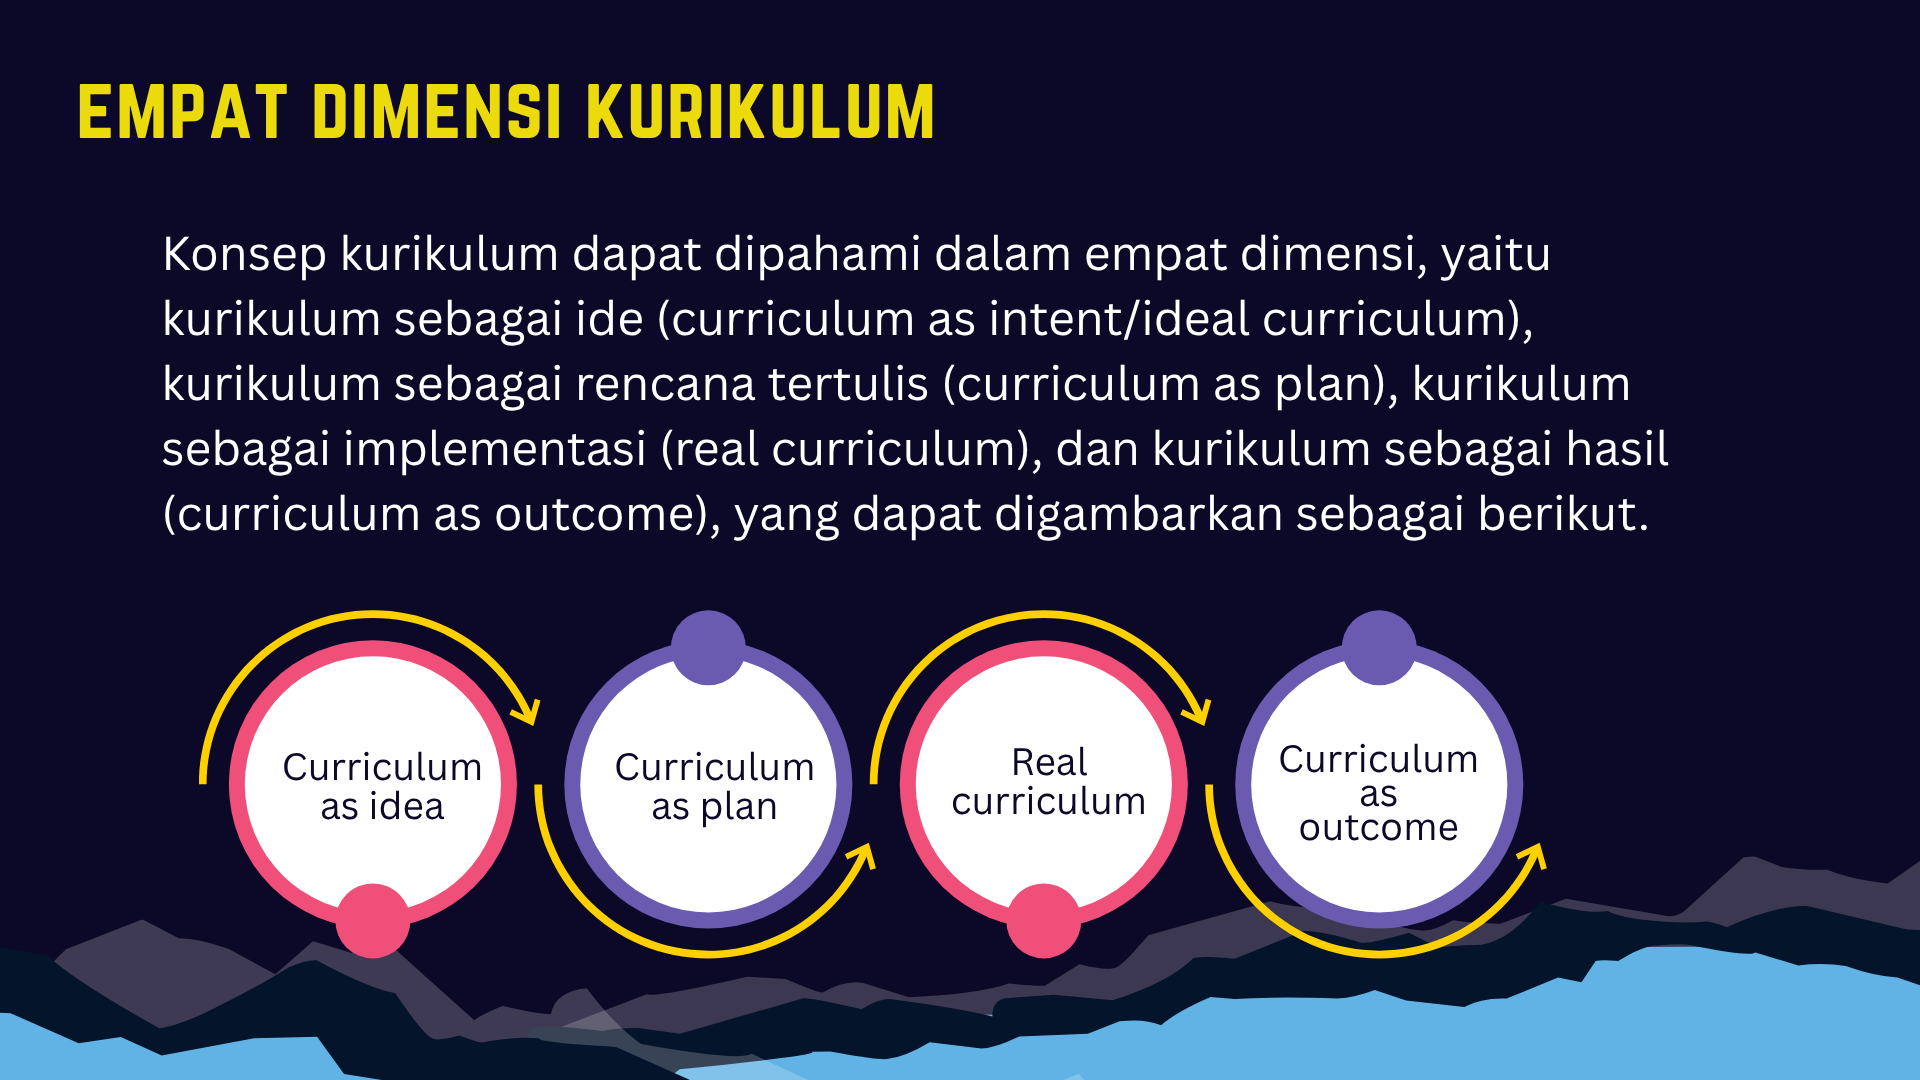 EMPAT DIMENSI KURIKULUM
Konsep kurikulum dapat dipahami dalam empat dimensi, yaitu
kurikulum sebagai ide (curriculum as intent/ideal curriculum),
kurikulum sebagai rencana tertulis (curriculum as plan), kurikulum
sebagai implementasi (real curriculum), dan kurikulum sebagai hasil
(curriculum as outcome), yang dapat digambarkan sebagai berikut.
Curriculum
as idea
Curriculum
as plan
Real
curriculum
Curriculum
as
outcome